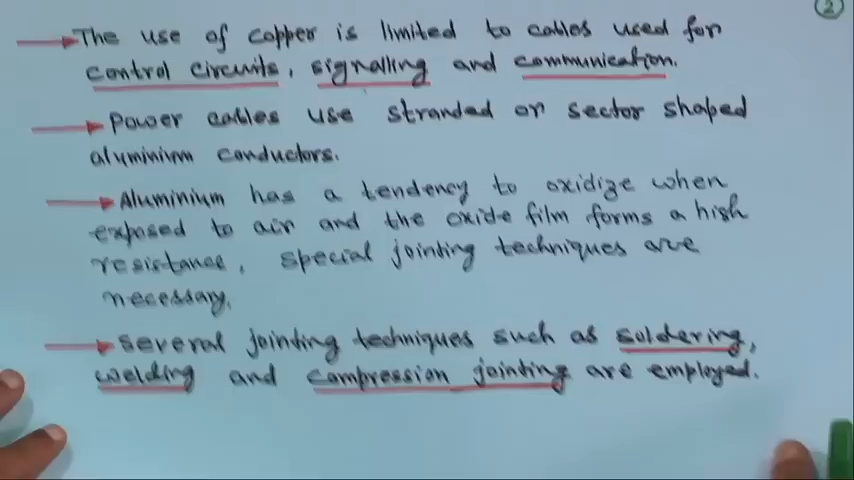 2
The use of copper is limited to cables used for
control circuits, signalling and communication.
Power cables use stranded or sector shaped
aluminium conductors.
Aluminium has a tendency to oxidize when
exposed to air and the oxide film forms a high
resistance, special jointing techniques are
necessary.
Several jointing techniques such as soldering,
welding and compression jointing are employed.